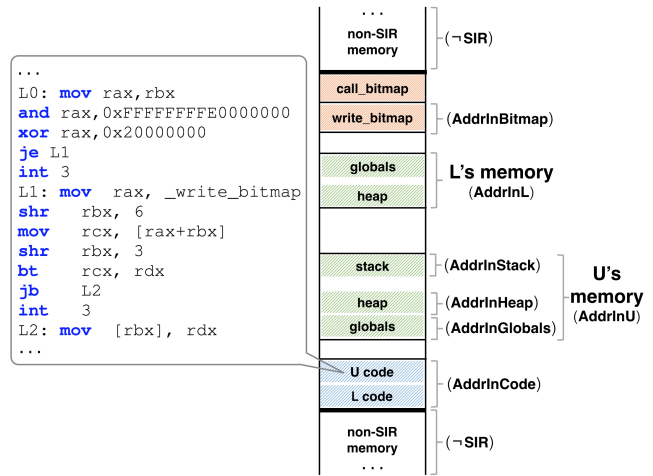 ...
L0: mov rax,rbx
and rax,0xFFFFFFFFE0000000
xor rax,0x20000000
je L1
int 3
L1: mov rax, _write_bitmap
shr rbx, 6
mov rcx, [rax+rbx]
shr rbx, 3
bt rcx, rdx
jb L2
int 3
L2: mov [rbx], rdx
...
...
non-SIR
memory
(¬SIR)
call_bitmap
write_bitmap
(AddrInBitmap)
globals
heap
L's memory
(AddrInL)
stack
(AddrInStack)
heap
(AddrInHeap)
globals
(AddrInGlobals)
U's
memory
(AddrInU)
U code
L code
(AddrInCode)
non-SIR
memory
...
(¬SIR)